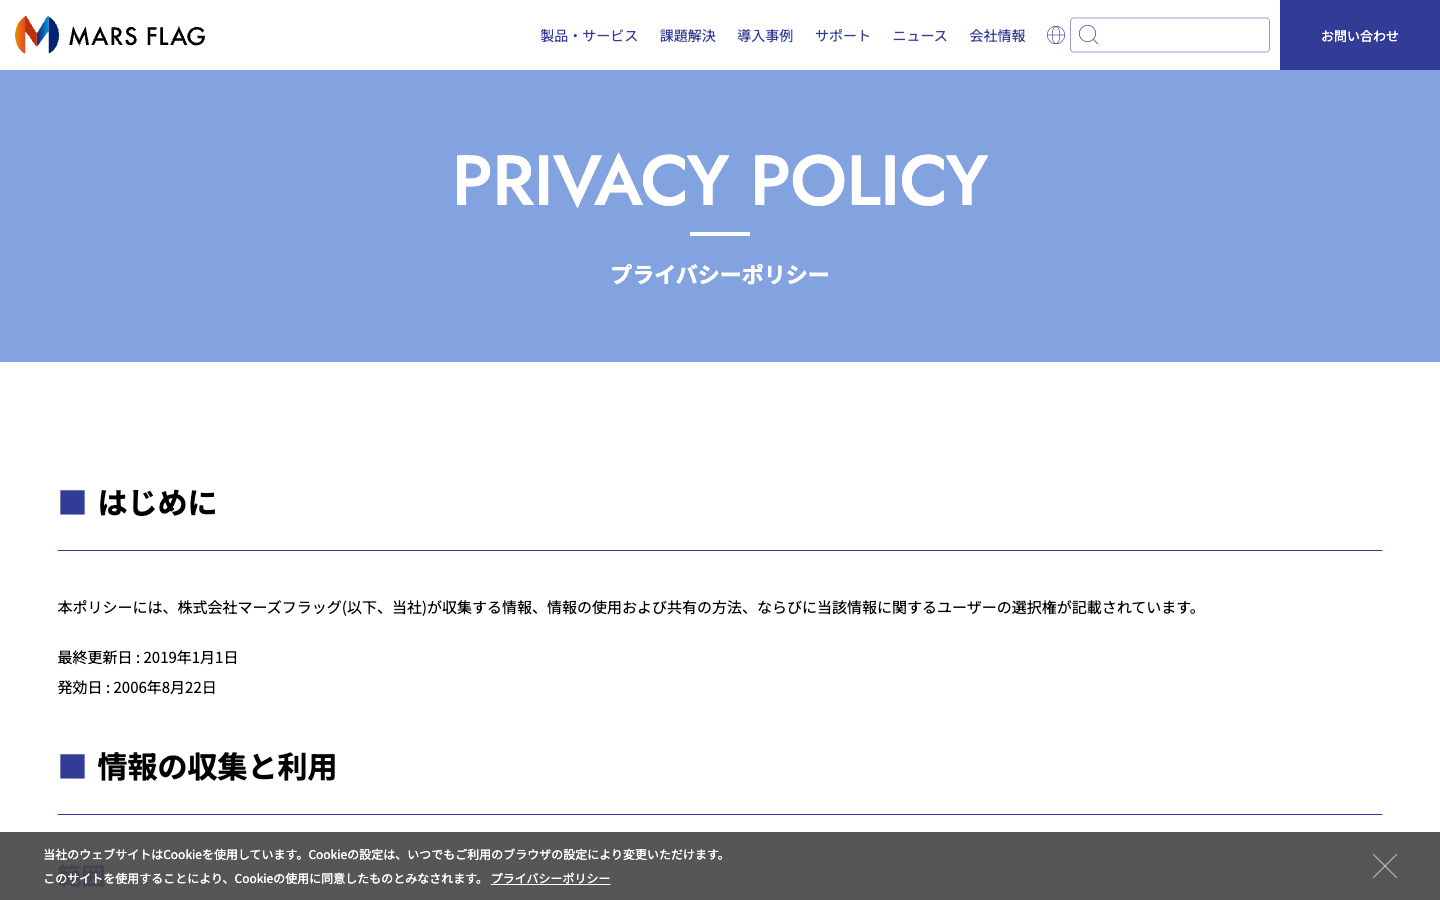 MARS FLAG
製品・サービス 課題解決 導入事例 サポート ニュース 会社情報 お問い合わせ
PRIVACY POLICY
プライバシーポリシー
■ はじめに
本ポリシーには、株式会社マーズフラッグ(以下、当社)が収集する情報、情報の使用および共有の方法、ならびに当該情報に関するユーザーの選択権が記載されています。
最終更新日 : 2019年1月1日
発効日 : 2006年8月22日
■ 情報の収集と利用
当社のウェブサイトはCookieを使用しています。Cookieの設定は、いつでもご利用のブラウザの設定により変更いただけます。
このサイトを使用することにより、Cookieの使用に同意したものとみなされます。 プライバシーポリシー